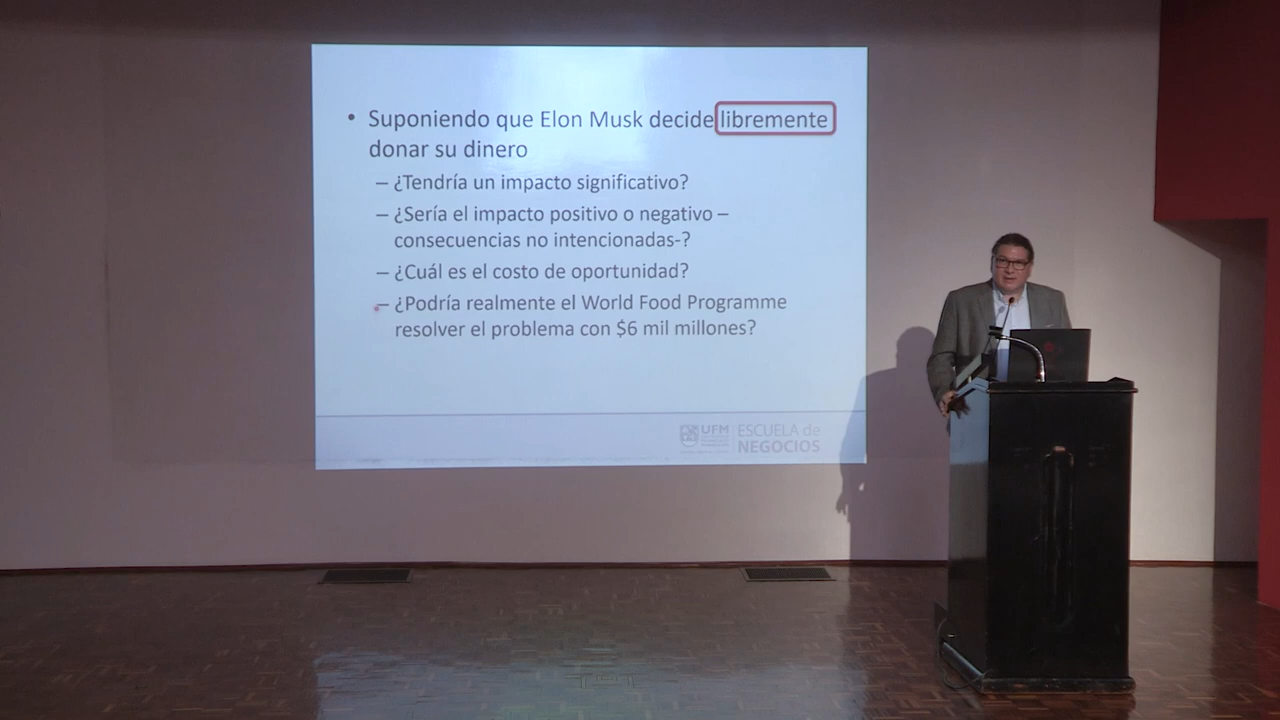 • Suponiendo que Elon Musk decide libremente
donar su dinero
– ¿Tendría un impacto significativo?
– ¿Sería el impacto positivo o negativo –
consecuencias no intencionadas-?
– ¿Cuál es el costo de oportunidad?
– ¿Podría realmente el World Food Programme
resolver el problema con $6 mil millones?
UFM
ESCUELA de
NEGOCIOS